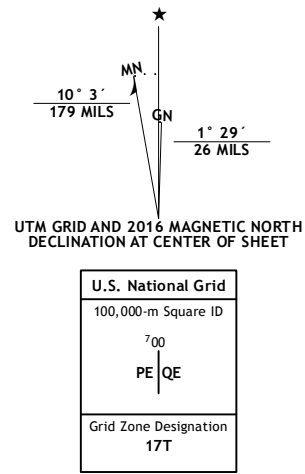 ★
MN
GN
10° 3´
179 MILS
1° 29´
26 MILS
UTM GRID AND 2016 MAGNETIC NORTH
DECLINATION AT CENTER OF SHEET
U.S. National Grid
100,000-m Square ID
⁷00
PE QE
Grid Zone Designation
17T